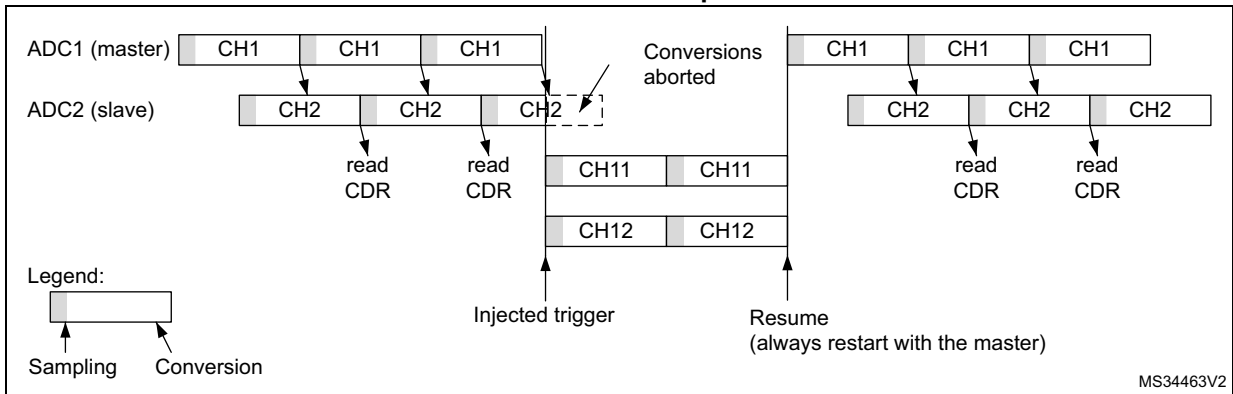 ADC1 (master) CH1 CH1 CH1 CH1 CH1 CH1
Conversions
aborted
ADC2 (slave) CH2 CH2 CH2 CH2 CH2 CH2
read read read read
CDR CDR CDR CDR
CH11 CH11
CH12 CH12
Legend:
Injected trigger
Resume
(always restart with the master)
Sampling Conversion
MS34463V2